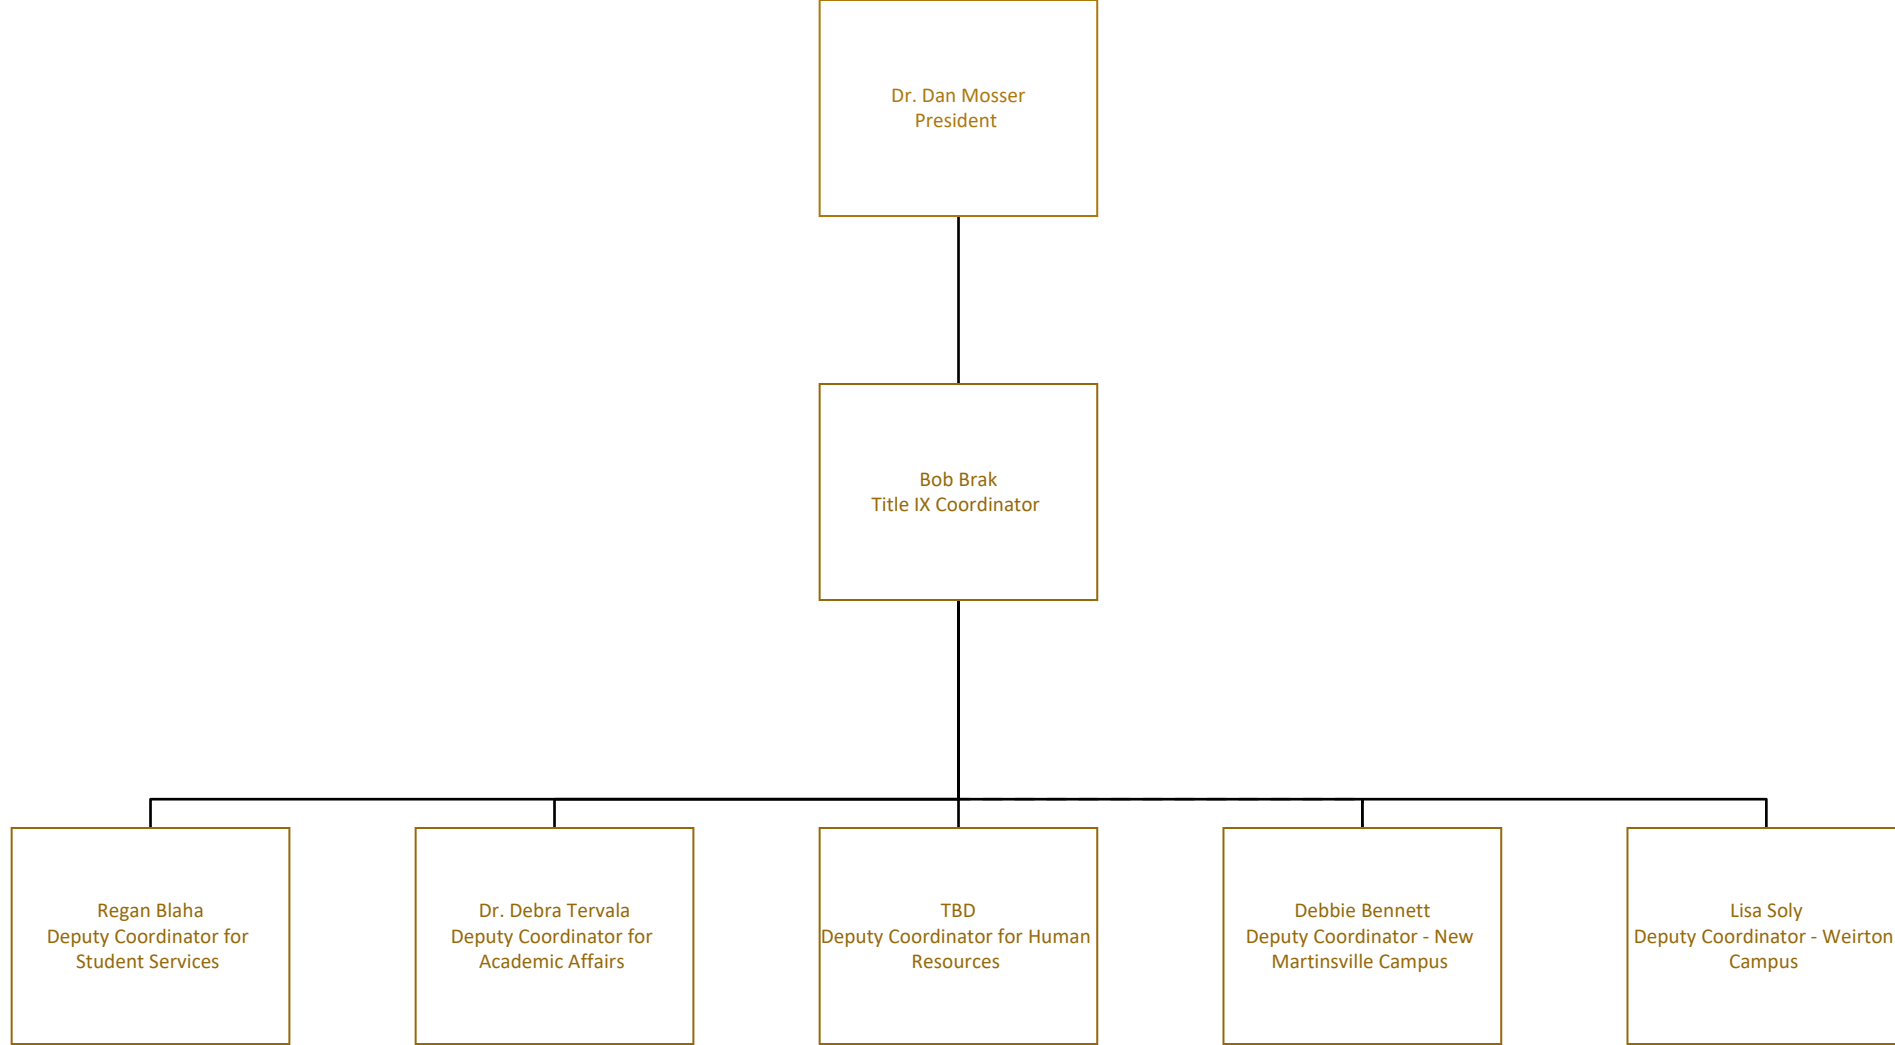 Dr. Dan Mosser
President
Bob Brak
Title IX Coordinator
Regan Blaha
Deputy Coordinator for
Student Services
Dr. Debra Tervala
Deputy Coordinator for
Academic Affairs
TBD
Deputy Coordinator for Human
Resources
Debbie Bennett
Deputy Coordinator - New
Martinsville Campus
Lisa Soly
Deputy Coordinator - Weirton
Campus